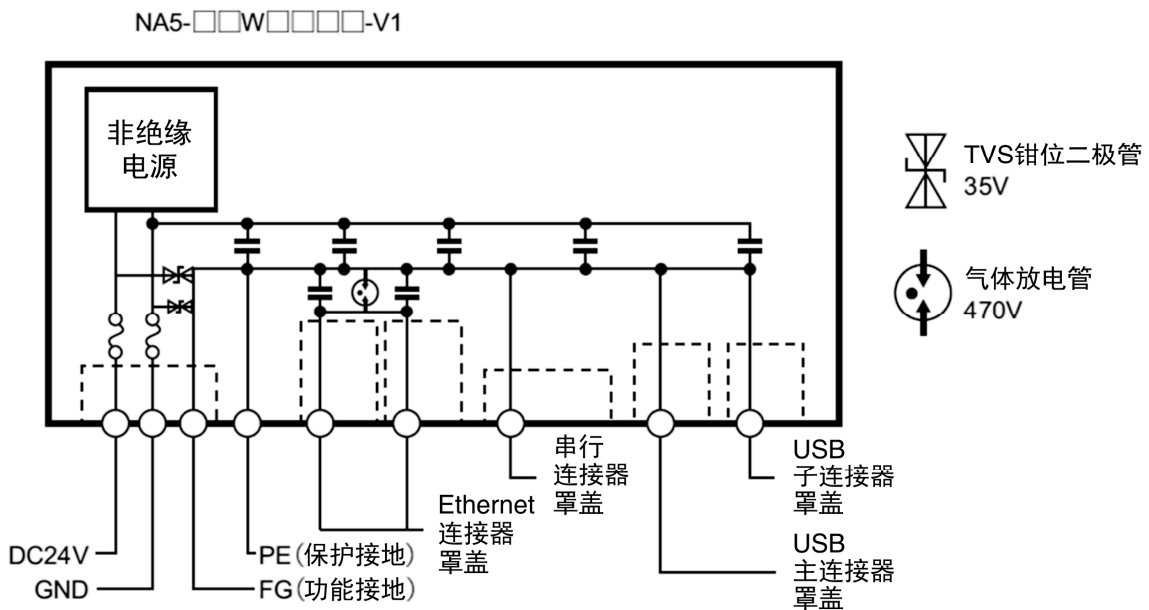 NA5-□□W□□□□-V1
非绝缘
电源
TVS钳位二极管
35V
气体放电管
470V
串行
连接器
罩盖
USB
子连接器
罩盖
Ethernet
连接器
罩盖
USB
主连接器
罩盖
DC24V
GND
PE(保护接地)
FG(功能接地)